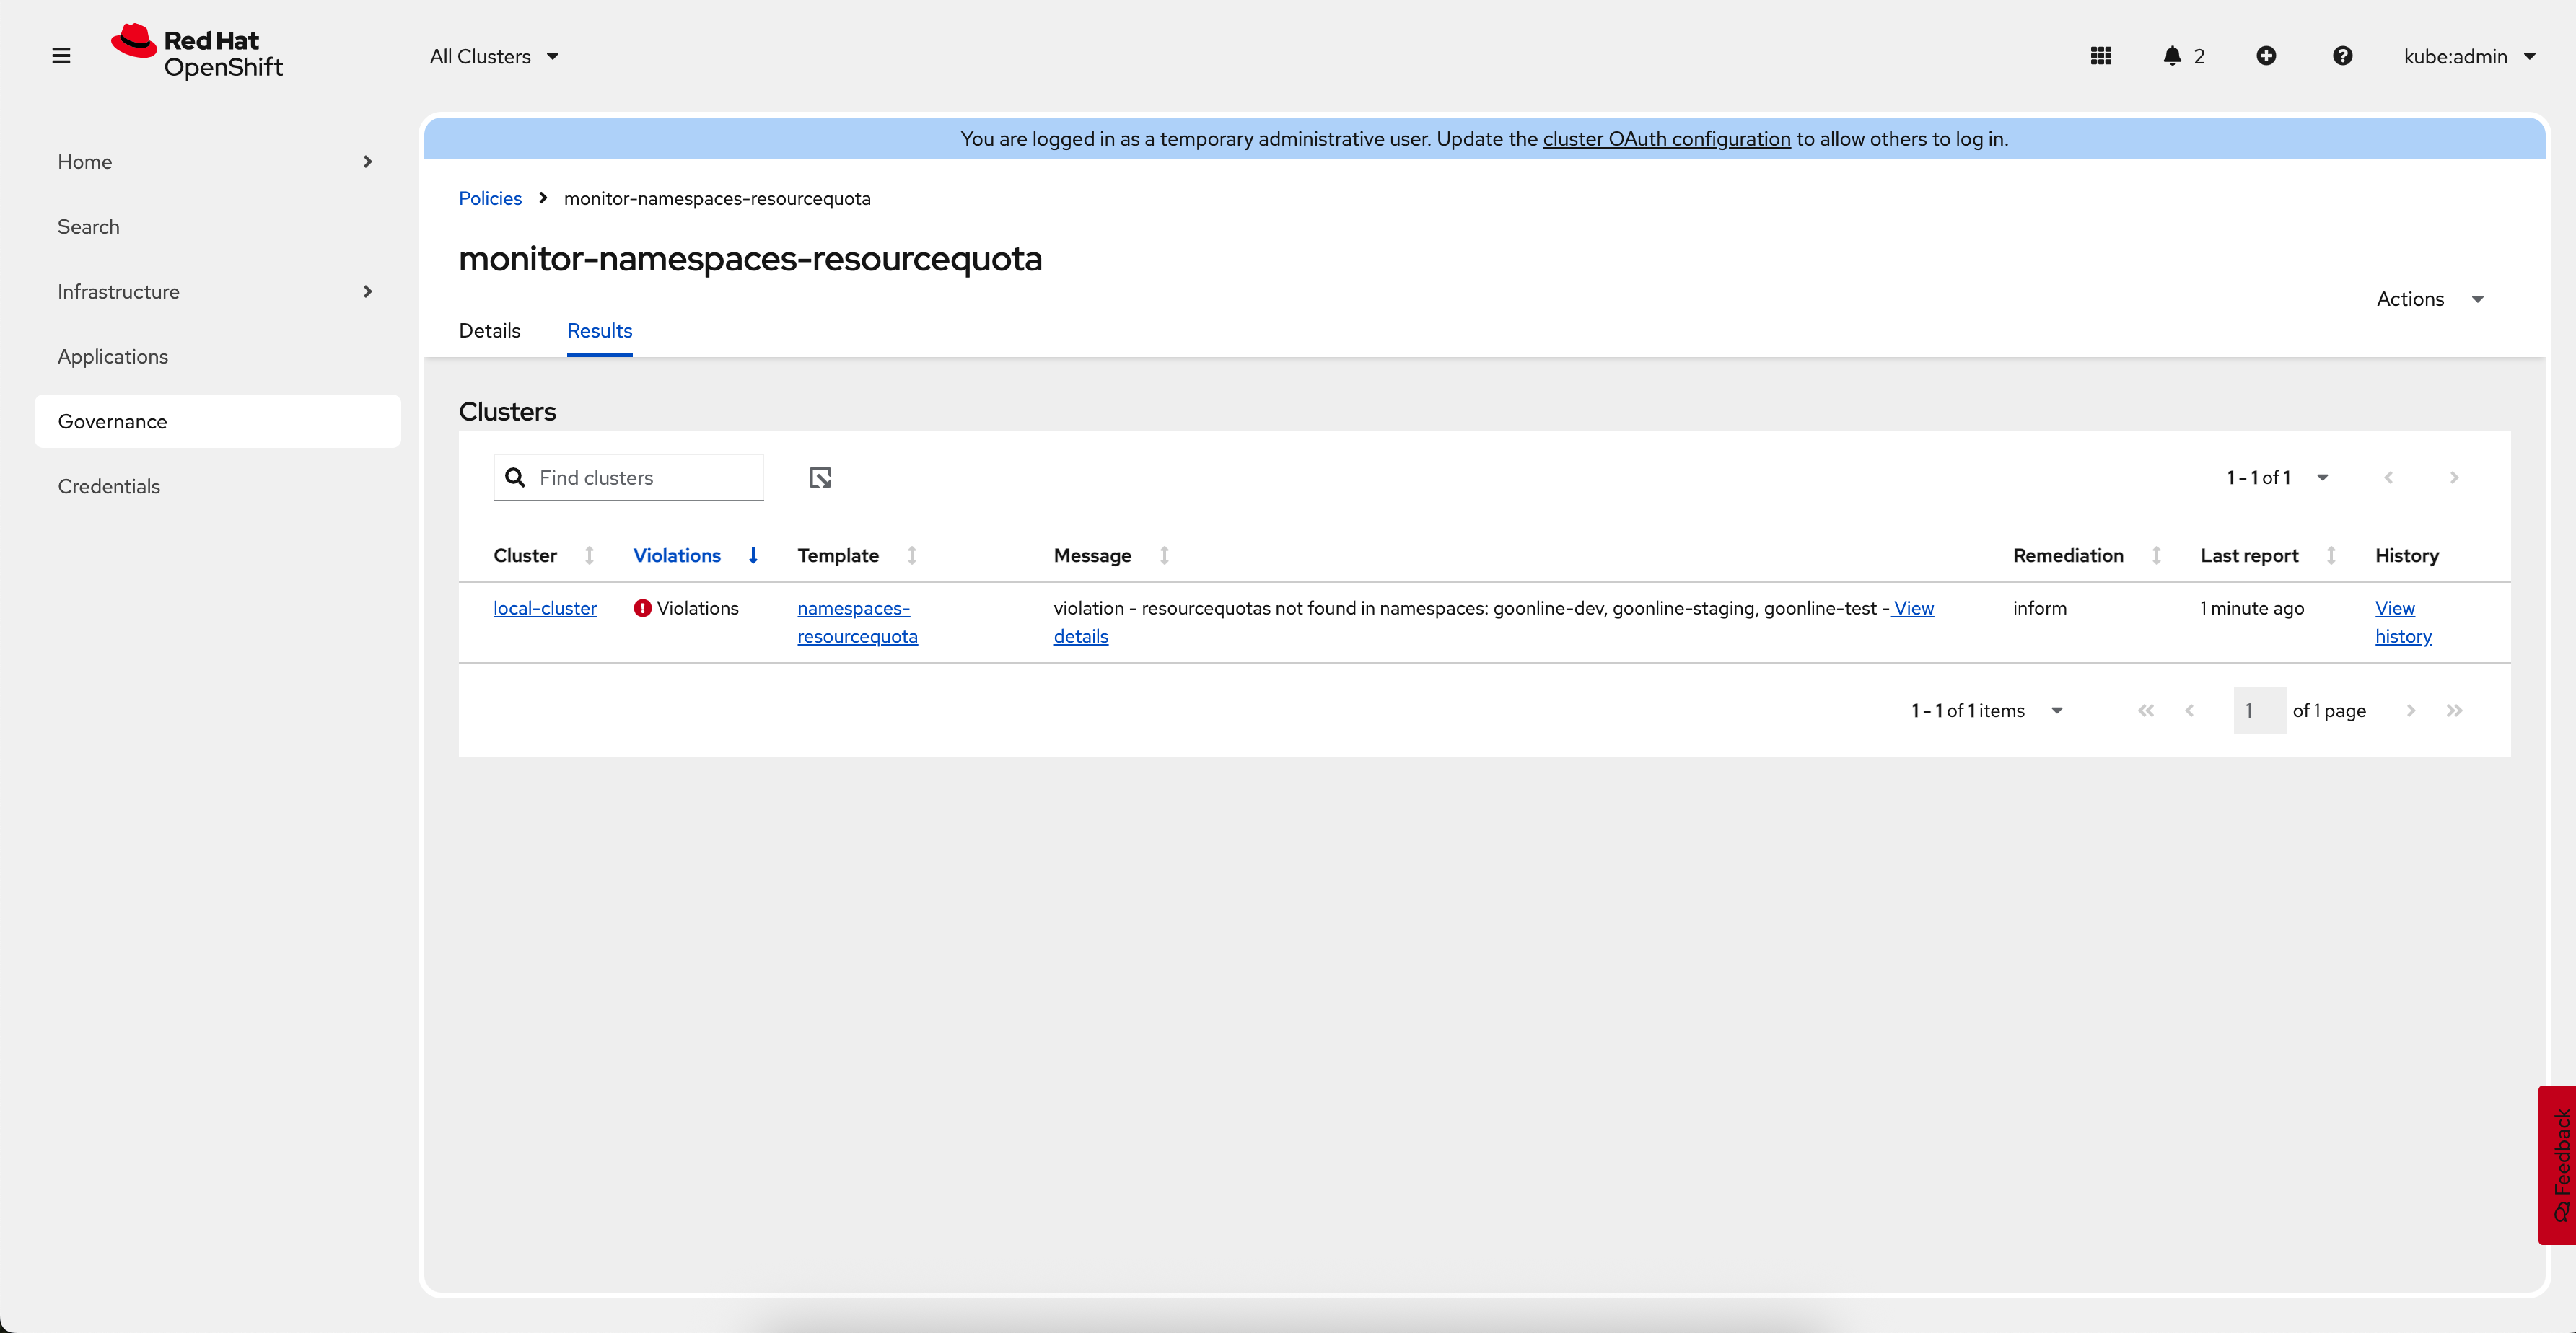 Red Hat
OpenShift
All Clusters
2
kube:admin
Home
Search
Infrastructure
Applications
Governance
Credentials
You are logged in as a temporary administrative user. Update the cluster OAuth configuration to allow others to log in.
Policies monitor-namespaces-resourcequota
monitor-namespaces-resourcequota
Actions
Details Results
Clusters
Find clusters
1 - 1 of 1
Cluster Violations Template Message Remediation Last report History
local-cluster Violations namespaces- violation - resourcequotas not found in namespaces: goonline-dev, goonline-staging, goonline-test - View inform 1 minute ago View
resourcequota details history
1 - 1 of 1 items 1 of 1 page
Feedback